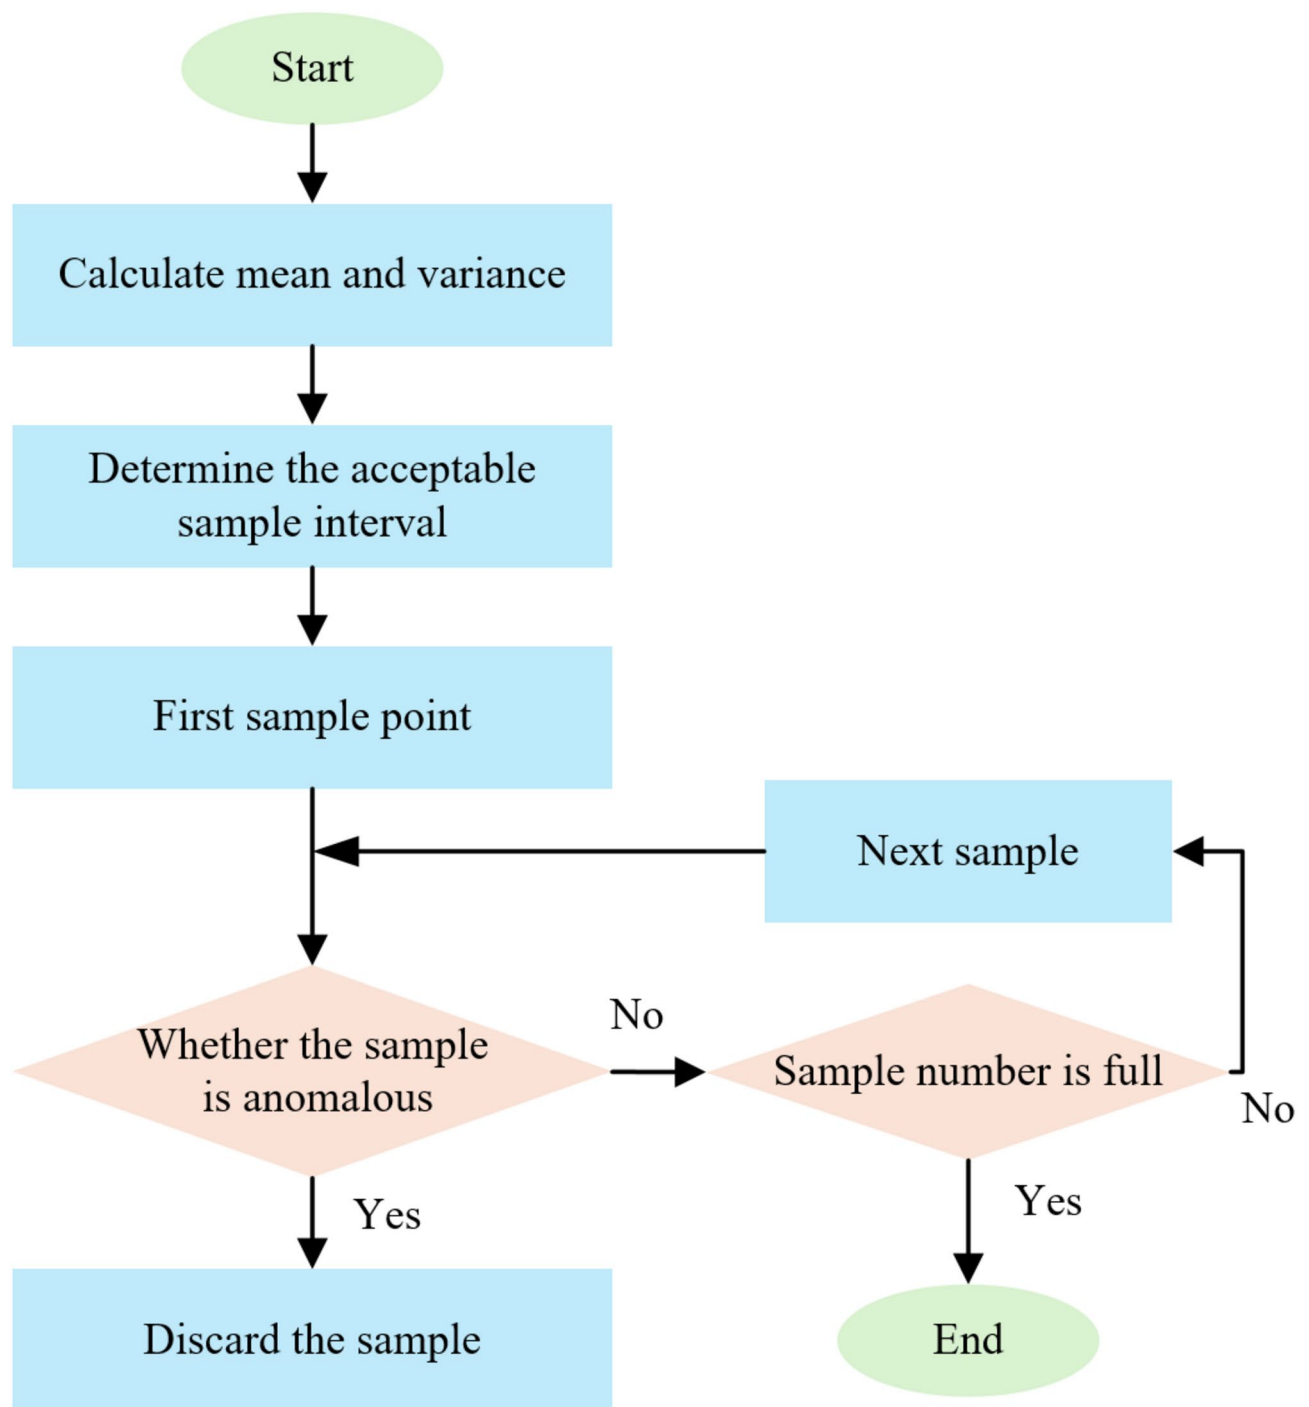 Start
Calculate mean and variance
Determine the acceptable
sample interval
First sample point
Next sample
Whether the sample
is anomalous
No
Sample number is full
No
Yes
Yes
Discard the sample
End